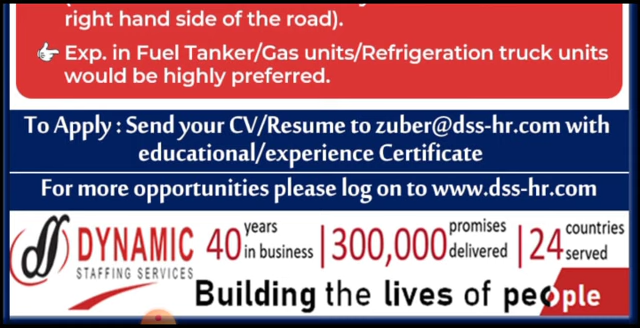 right hand side of the road).
Exp. in Fuel Tanker/Gas units/Refrigeration truck units
would be highly preferred.
To Apply : Send your CV/Resume to zuber@dss-hr.com with
educational/experience Certificate
For more opportunities please log on to www.dss-hr.com
DYNAMIC
STAFFING SERVICES
40 years in business | 300,000 promises delivered | 24 countries served
Building the lives of people